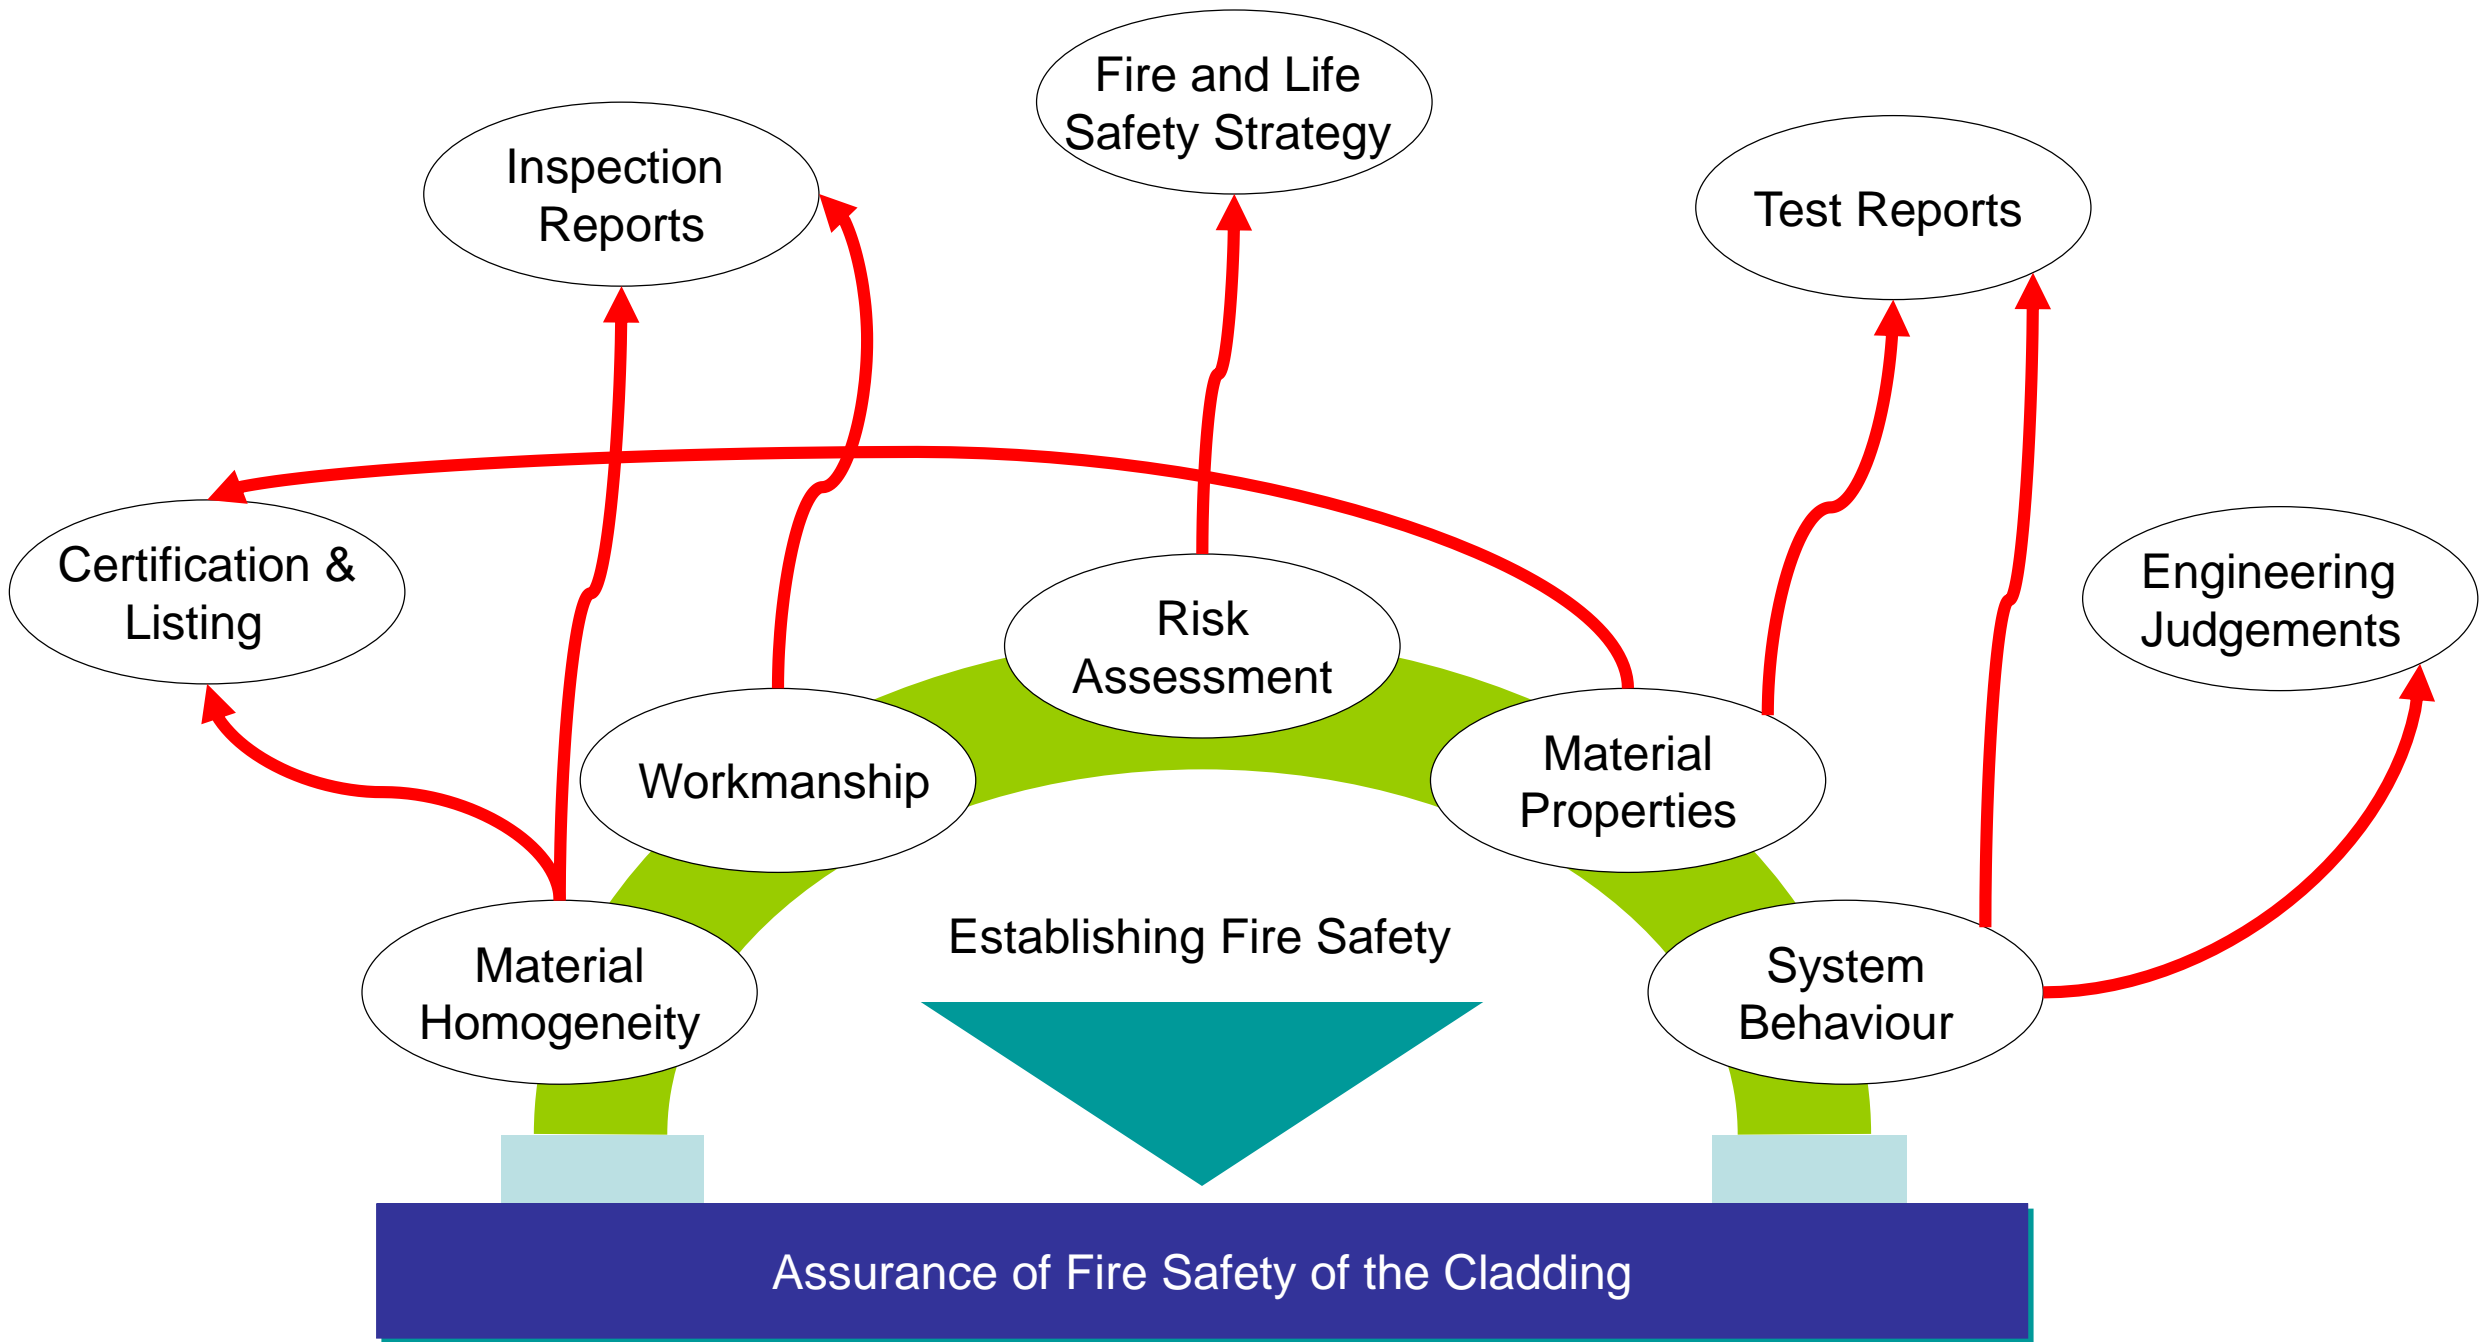 Fire and Life
Safety Strategy
Inspection
Reports
Test Reports
Certification &
Listing
Engineering
Judgements
Risk
Assessment
Workmanship
Material
Properties
Establishing Fire Safety
Material
Homogeneity
System
Behaviour
Assurance of Fire Safety of the Cladding